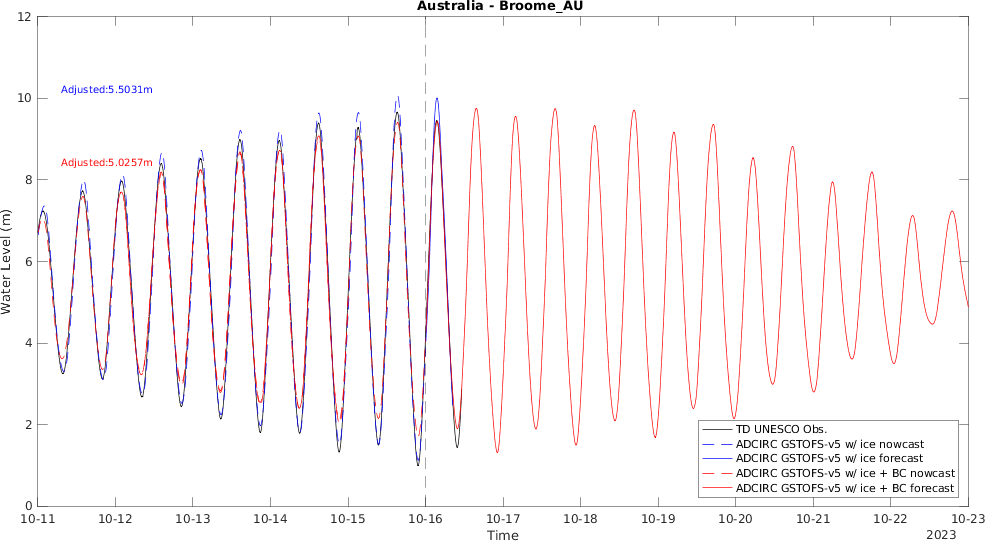 Australia - Broome_AU
12
10
8
6
4
2
0
Water Level (m)
Adjusted:5.5031m
Adjusted:5.0257m
TD UNESCO Obs.
ADCIRC GSTOFS-v5 w/ ice nowcast
ADCIRC GSTOFS-v5 w/ ice forecast
ADCIRC GSTOFS-v5 w/ ice + BC nowcast
ADCIRC GSTOFS-v5 w/ ice + BC forecast
10-11 10-12 10-13 10-14 10-15 10-16 10-17 10-18 10-19 10-20 10-21 10-22 10-23
Time
2023